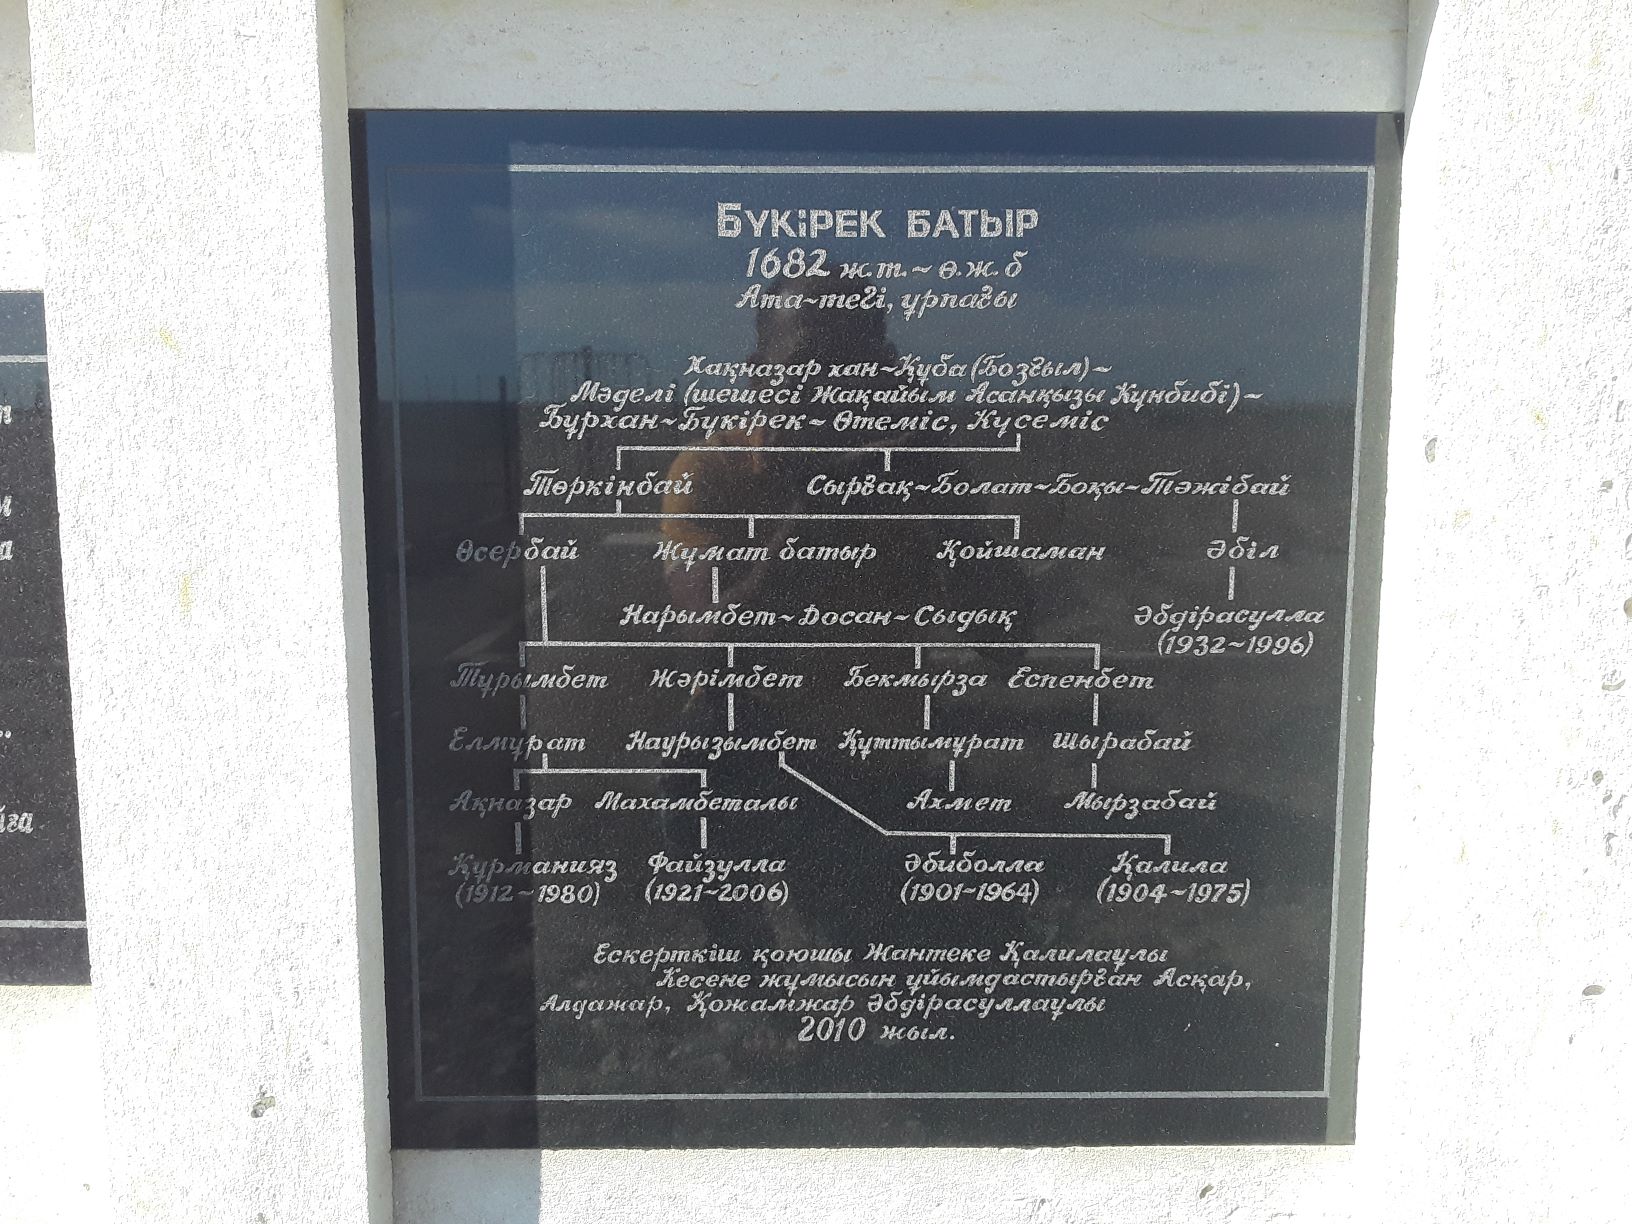 БҮКІРЕК БАТЫР
1682 ж.т.~ө.ж.б
Ата~тегі, ұрпағы
Хақназар хан~Құба (Бозғыл)~
Мәделі (шешесі Жақайым Асанқызы Күнбибі)~
Бұрхан~Бүкірек~Өтеміс, Күсеміс
Төркінбай Сырғақ~Болат~Боқы~Тәжібай
Өсербай Жұмат батыр Қойшаман Әбіл
Нарымбет~Досан~Сыдық Әбдірасулла
(1932~1996)
Тұрымбет Жәрімбет Бекмырза Еспенбет
Елмұрат Наурызымбет Құттымұрат Шырабай
Ақназар Махамбеталы Ахмет Мырзабай
Құрманияз Файзулла Әбиболла Қалила
(1912~1980) (1921~2006) (1901~1964) (1904~1975)
Ескерткіш қоюшы Жантеке Қалилаұлы
Кесене жұмысын ұйымдастырған Асқар,
Алдажар, Қожаліжар Әбдірасуллаұлы
2010 жыл.